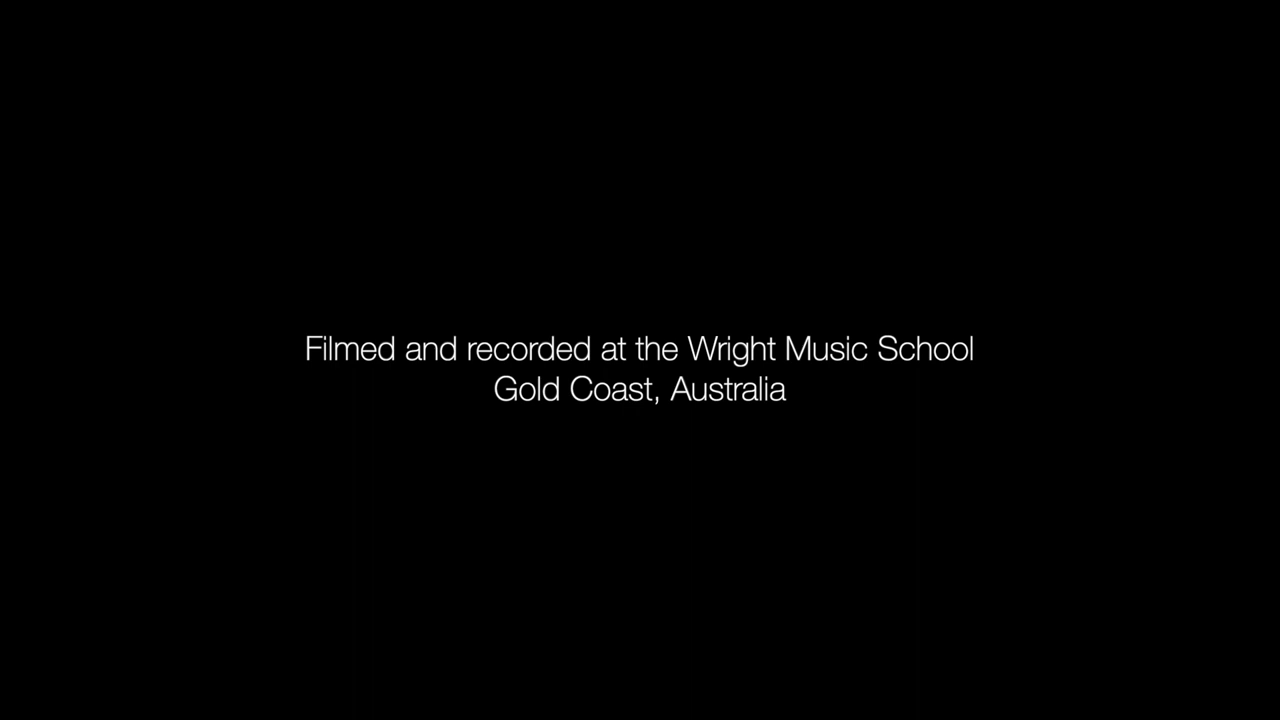 Filmed and recorded at the Wright Music School
Gold Coast, Australia